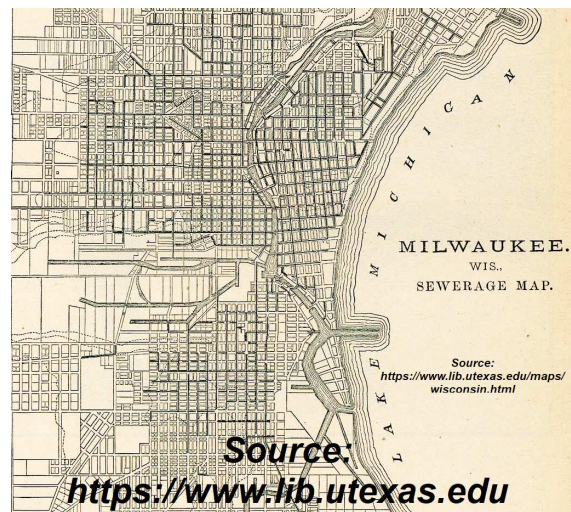 LAKE MICHIGAN
MILWAUKEE.
WIS.,
SEWERAGE MAP.
Source:
https://www.lib.utexas.edu/maps/
wisconsin.html
Source:
https://www.lib.utexas.edu